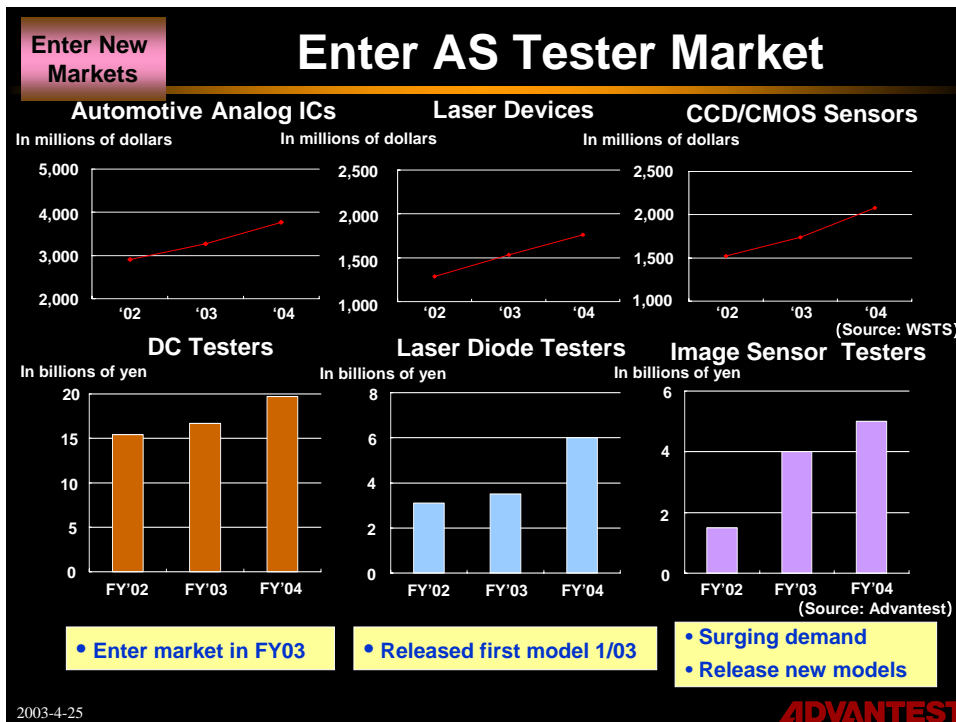 Enter New
Markets
Enter AS Tester Market
Automotive Analog ICs
In millions of dollars
5,000
4,000
3,000
2,000
‘02
‘03
‘04
Laser Devices
In millions of dollars
2,500
2,000
1,500
1,000
‘02
‘03
‘04
CCD/CMOS Sensors
In millions of dollars
2,500
2,000
1,500
1,000
‘02
‘03
‘04
(Source: WSTS)
DC Testers
In billions of yen
20
15
10
5
0
FY'02
FY'03
FY'04
Laser Diode Testers
In billions of yen
8
6
4
2
0
FY'02
FY'03
FY'04
Image Sensor Testers
In billions of yen
6
4
2
0
FY'02
FY'03
FY'04
(Source: Advantest)
• Enter market in FY03
• Released first model 1/03
• Surging demand
• Release new models
2003-4-25
ADVANTEST